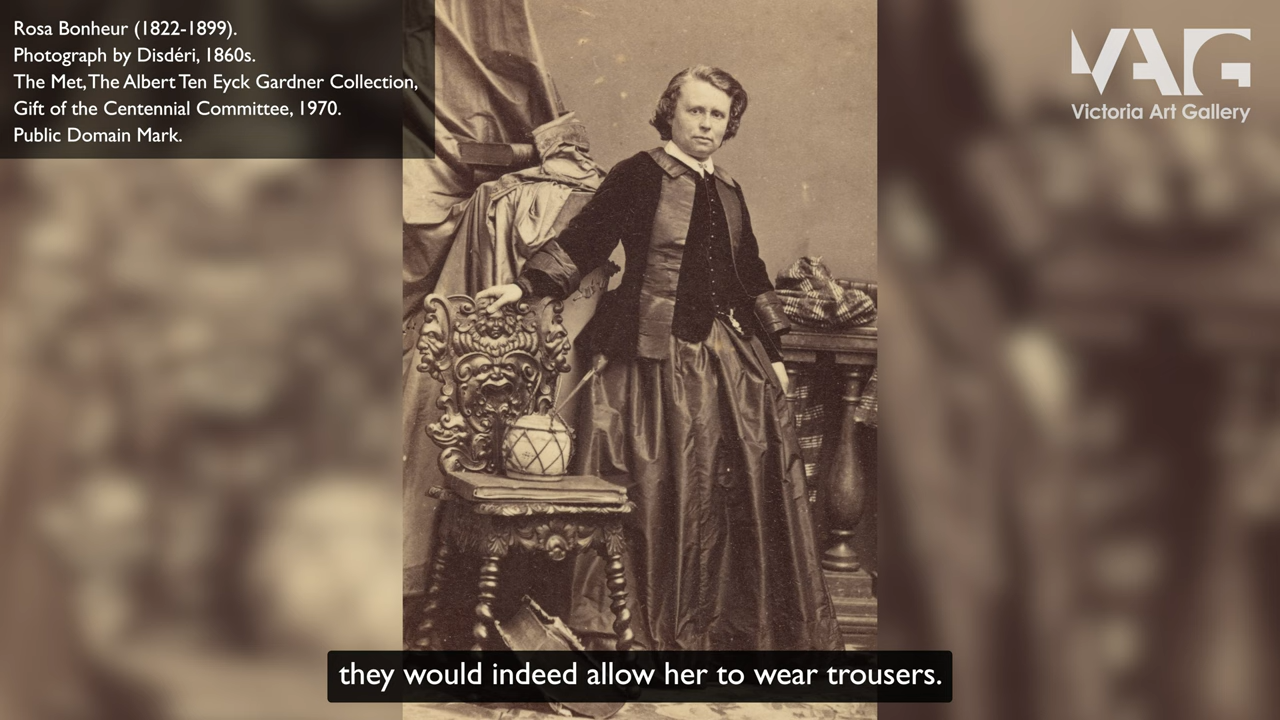 Rosa Bonheur (1822-1899).
Photograph by Disdéri, 1860s.
The Met, The Albert Ten Eyck Gardner Collection,
Gift of the Centennial Committee, 1970.
Public Domain Mark.
VAG
Victoria Art Gallery
they would indeed allow her to wear trousers.